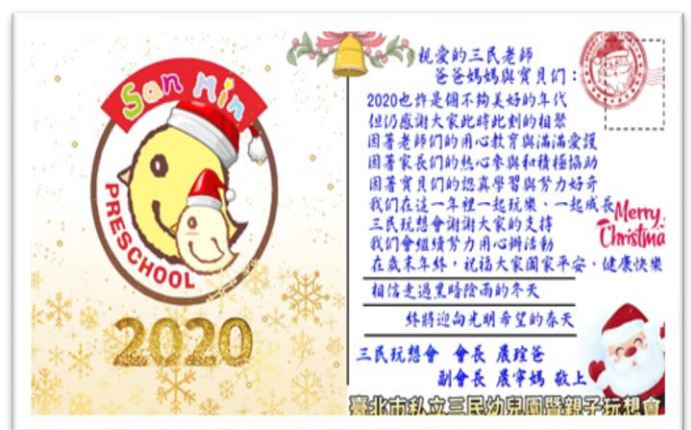 San Min
PRESCHOOL
2020
親愛的三民老師
爸爸媽媽與寶貝們：
2020也許是個不夠美好的年代
但仍感謝大家此時此刻的相聚
因著老師們的用心教育與滿滿愛護
因著家長們的熱心參與和積極協助
因著寶貝們的認真學習與努力好奇
我們在這一年裡一起玩樂、一起成長
三民玩想會謝謝大家的支持
我們會繼續努力用心辦活動
在歲末年終，祝福大家闔家平安、健康快樂
Merry
Christma
相信走過黑暗陰雨的冬天
終將迎向光明希望的春天
三民玩想會 會長 晨瑄爸
副會長 晨寧媽 敬上
臺北市私立三民幼兒園暨親子玩想會